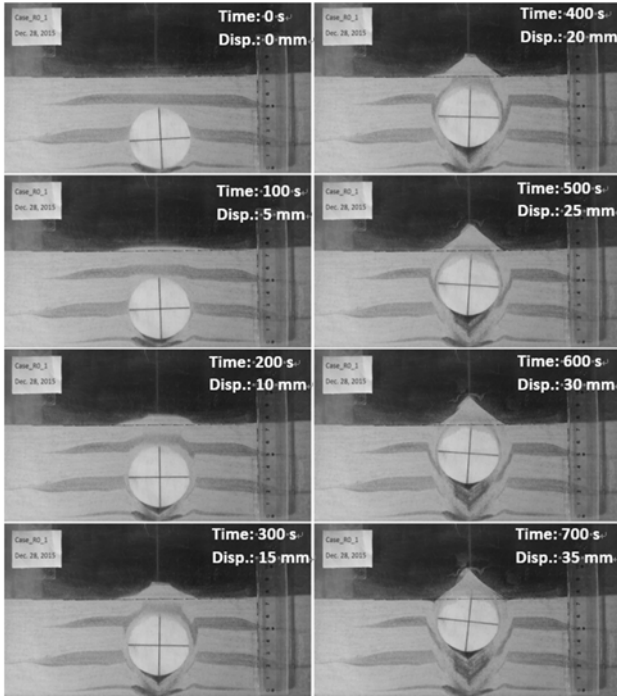 Case_R0_1
Dec. 28, 2015
Time: 0 s
Disp.: 0 mm
Case_R0_1
Dec. 28, 2015
Time: 100 s
Disp.: 5 mm
Case_R0_1
Dec. 28, 2015
Time: 200 s
Disp.: 10 mm
Case_R0_1
Dec. 28, 2015
Time: 300 s
Disp.: 15 mm
Case_R0_1
Dec. 28, 2015
Time: 400 s
Disp.: 20 mm
Case_R0_1
Dec. 28, 2015
Time: 500 s
Disp.: 25 mm
Case_R0_1
Dec. 28, 2015
Time: 600 s
Disp.: 30 mm
Case_R0_1
Dec. 28, 2015
Time: 700 s
Disp.: 35 mm